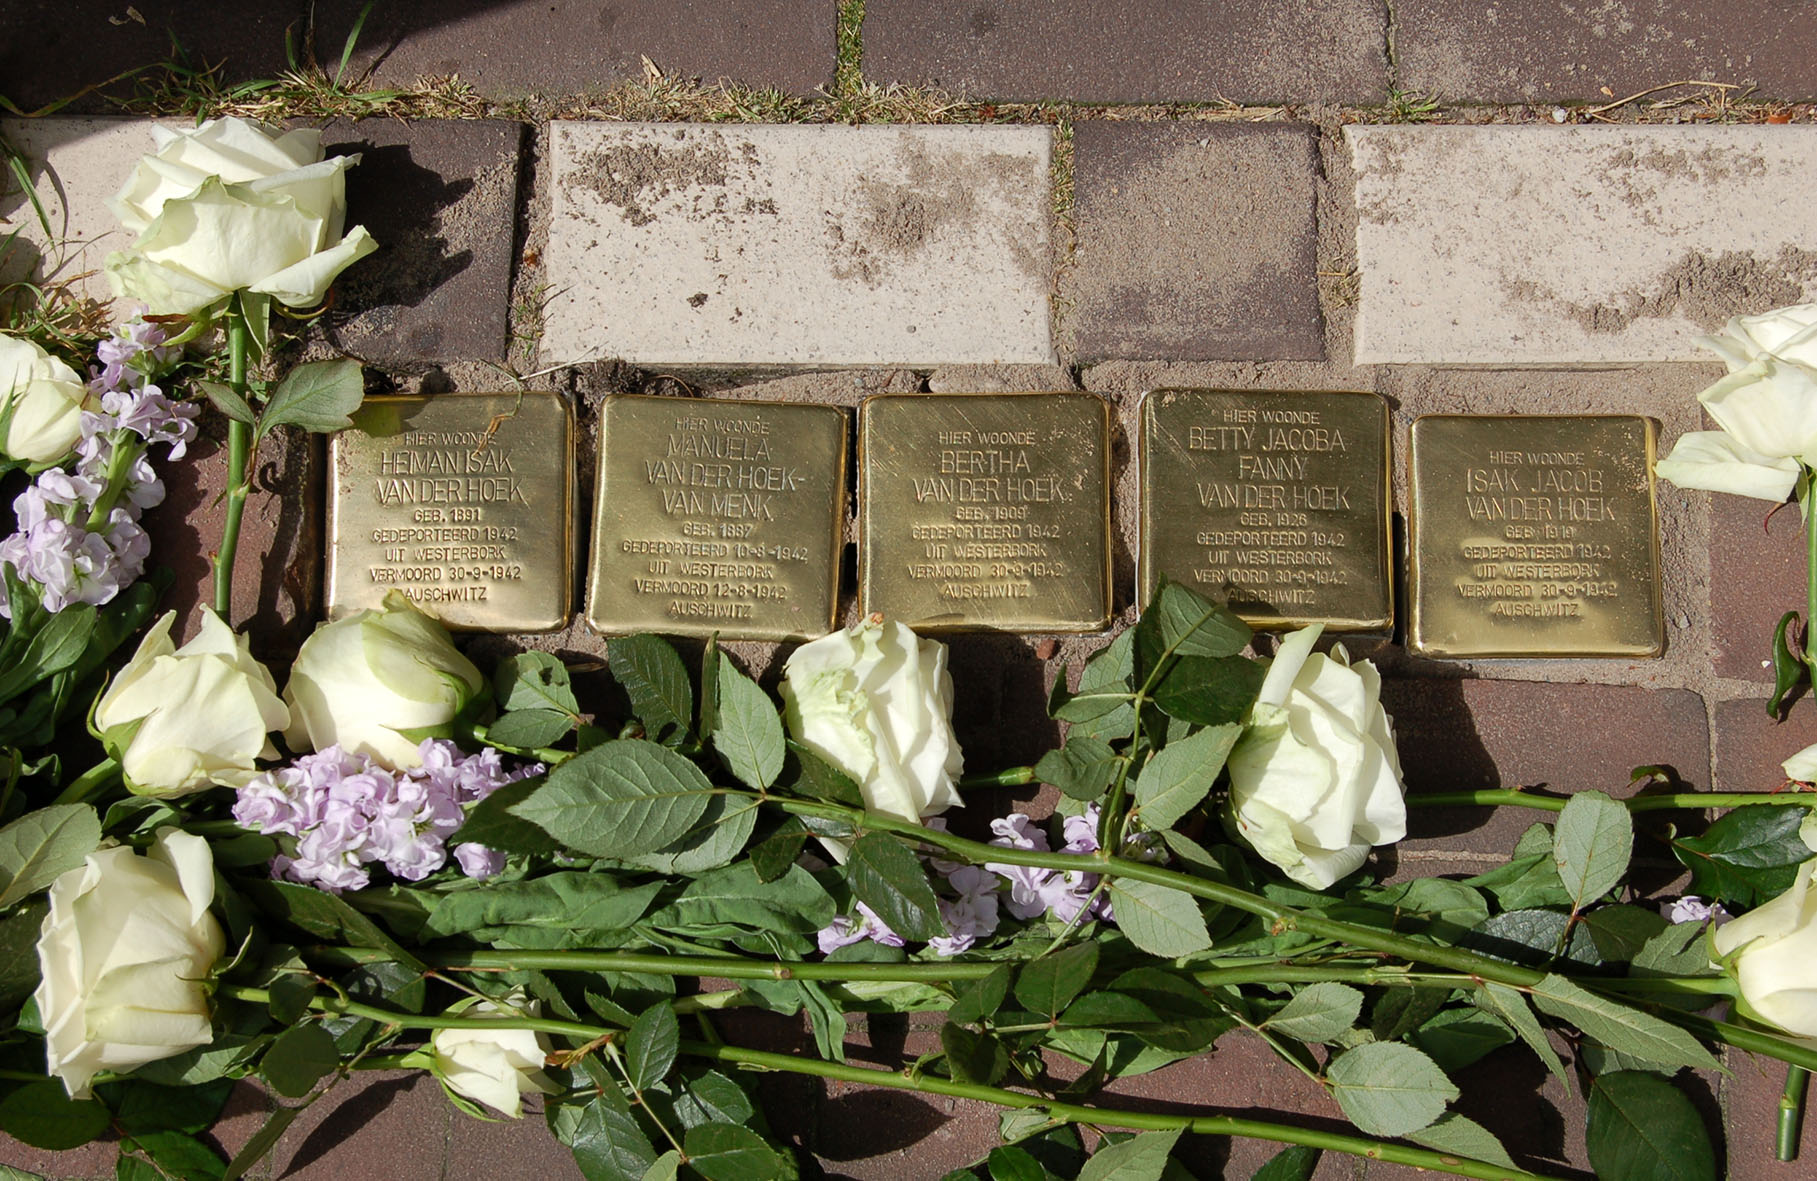 HIER WOONDE
HEIMAN ISAK
VAN DER HOEK
GEB. 1891
GEDEPORTEERD 1942
UIT WESTERBORK
VERMOORD 30-9-1942
AUSCHWITZ
HIER WOONDE
MANUELA
VAN DER HOEK-
VAN MENK
GEB. 1887
GEDEPORTEERD 10-8-1942
UIT WESTERBORK
VERMOORD 12-8-1942
AUSCHWITZ
HIER WOONDE
BERTHA
VAN DER HOEK
GEB. 1909
GEDEPORTEERD 1942
UIT WESTERBORK
VERMOORD 30-9-1942
AUSCHWITZ
HIER WOONDE
BETTY JACOBA
FANNY
VAN DER HOEK
GEB. 1926
GEDEPORTEERD 1942
UIT WESTERBORK
VERMOORD 30-9-1942
AUSCHWITZ
HIER WOONDE
ISAK JACOB
VAN DER HOEK
GEB. 1919
GEDEPORTEERD 1942
UIT WESTERBORK
VERMOORD 30-9-1942
AUSCHWITZ